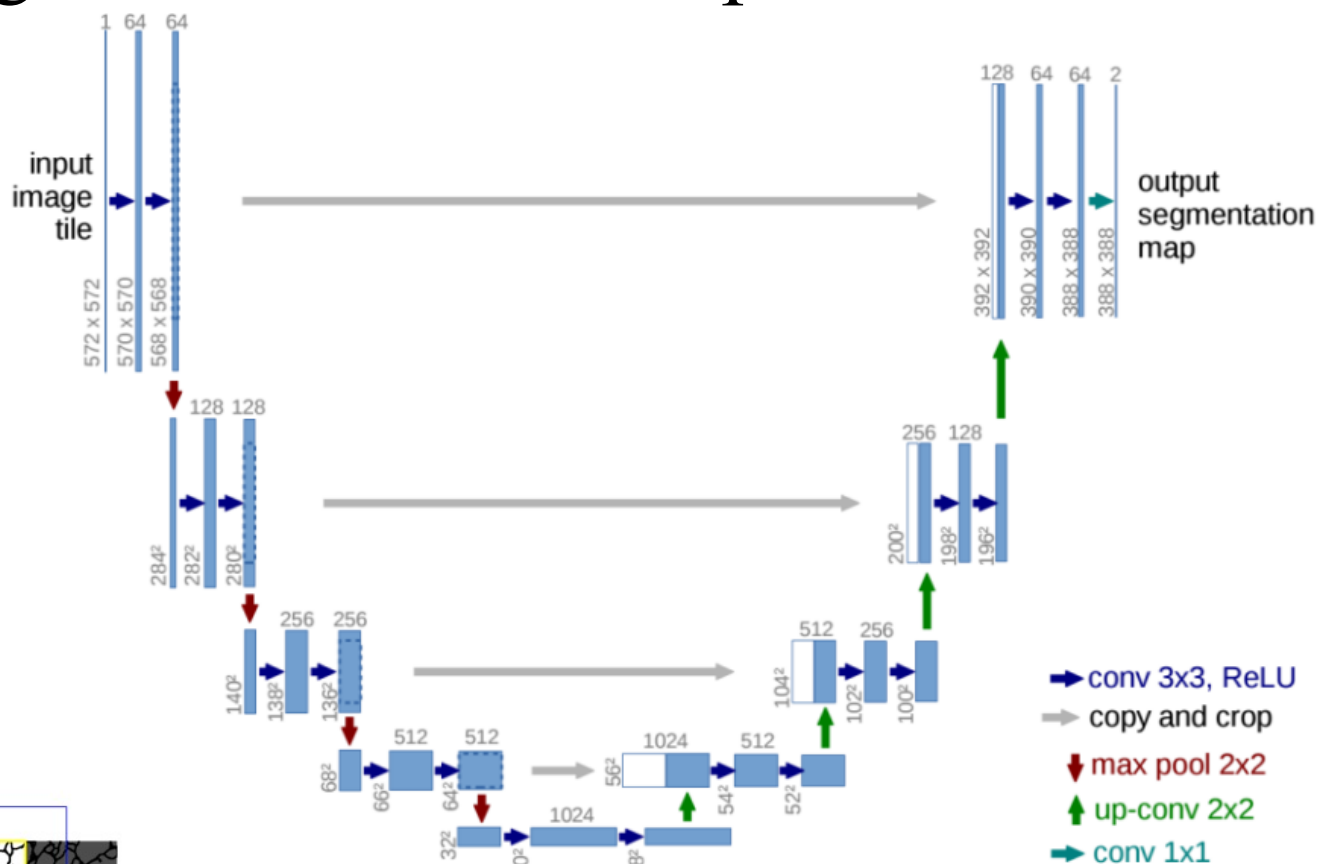 1 64 64
128 64 64 2
input
image
tile
output
segmentation
map
572 x 572
570 x 570
568 x 568
392 x 392
390 x 390
388 x 388
388 x 388
128 128
256 128
284²
282²
280²
200²
198²
196²
256 256
512 256
140²
138²
136²
104²
102²
100²
conv 3x3, ReLU
copy and crop
max pool 2x2
up-conv 2x2
conv 1x1
512 512
1024 512
68²
66²
64²
56²
54²
52²
1024
32²